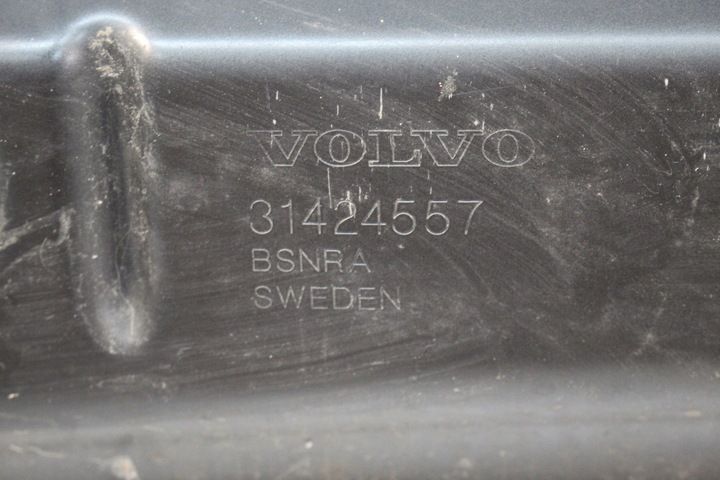 VOLVO
31424557
BSNRA
SWEDEN